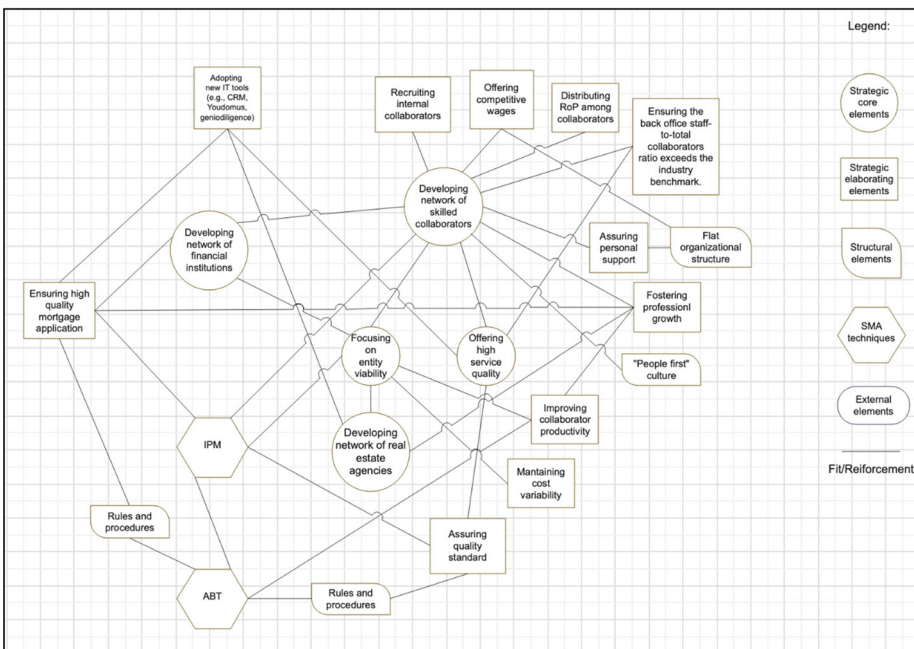 Legend:
Adopting
new IT tools
(e.g., CRM,
Youdomus,
geniodiligence)
Recruiting
internal
collaborators
Offering
competitive
wages
Distributing
RoP among
collaborators
Ensuring the
back office staff-
to-total
collaborators
ratio exceeds the
industry
benchmark.
Strategic
core
elements
Strategic
elaborating
elements
Developing
network of
skilled
collaborators
Developing
network of
financial
institutions
Assuring
personal
support
Flat
organizational
structure
Structural
elements
Ensuring high
quality
mortgage
application
Fostering
professionl
growth
SMA
techniques
Focusing
on
entity
viability
Offering
high
service
quality
"People first"
culture
External
elements
IPM
Developing
network of real
estate
agencies
Improving
collaborator
productivity
Fit/Reiforcement
Mantaining
cost
variability
Rules and
procedures
Assuring
quality
standard
ABT
Rules and
procedures